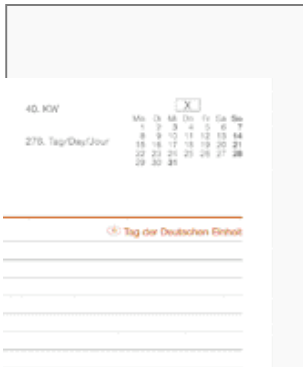 40. KW
X
276. Tag/Day/Jour
Mo Di Mi Do Fr Sa So
1 2 3 4 5 6 7
8 9 10 11 12 13 14
15 16 17 18 19 20 21
22 23 24 25 26 27 28
29 30 31
Tag der Deutschen Einheit